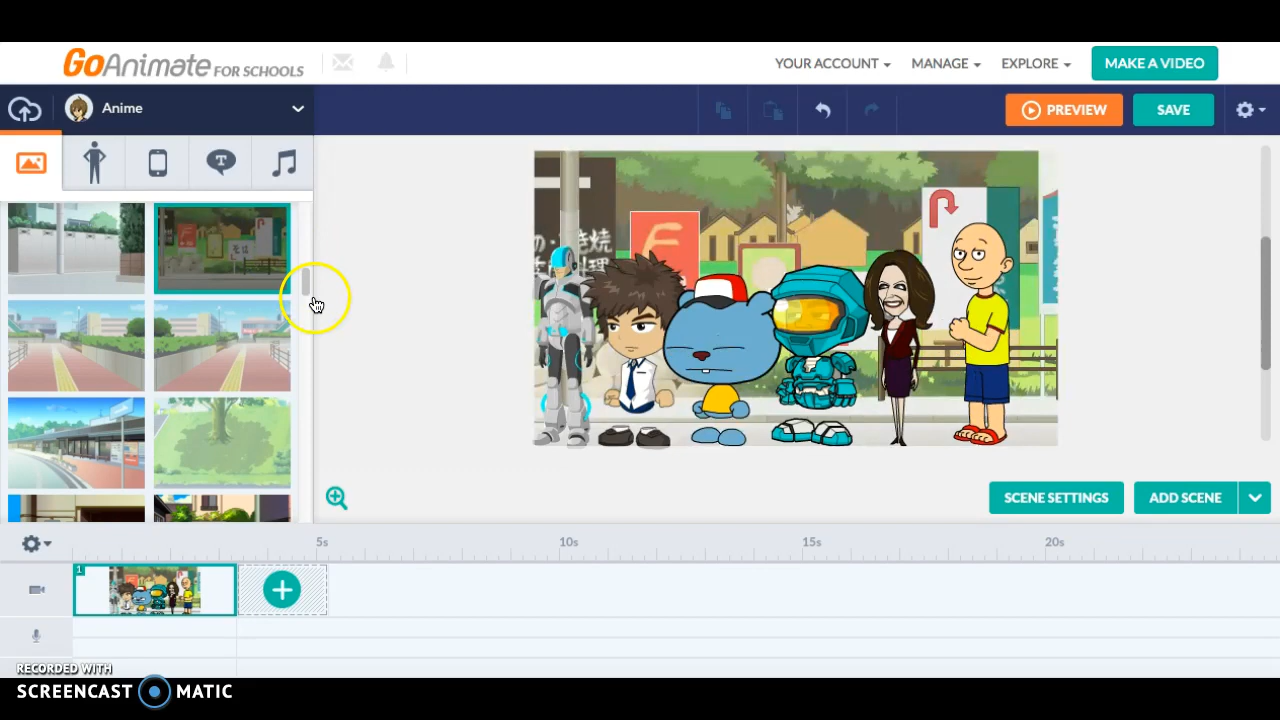 GoAnimate FOR SCHOOLS
YOUR ACCOUNT
MANAGE
EXPLORE
MAKE A VIDEO
Anime
PREVIEW
SAVE
T
SCENE SETTINGS
ADD SCENE
5s
10s
15s
20s
1
RECORDED WITH
SCREENCAST MATIC